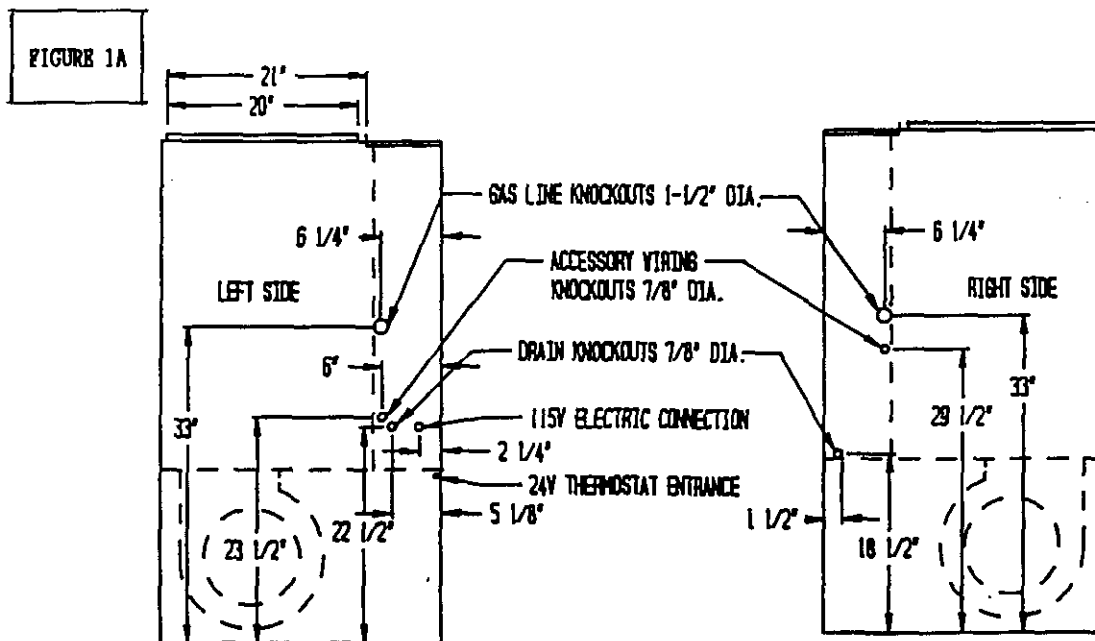 FIGURE 1A
21"
20"
GAS LINE KNOCKOUTS 1-1/2" DIA.
6 1/4"
6 1/4"
ACCESSORY WIRING
KNOCKOUTS 7/8" DIA.
LEFT SIDE
RIGHT SIDE
DRAIN KNOCKOUTS 7/8" DIA.
6"
33"
29 1/2"
33"
115V ELECTRIC CONNECTION
2 1/4"
24V THERMOSTAT ENTRANCE
5 1/8"
1 1/2"
22 1/2"
23 1/2"
18 1/2"